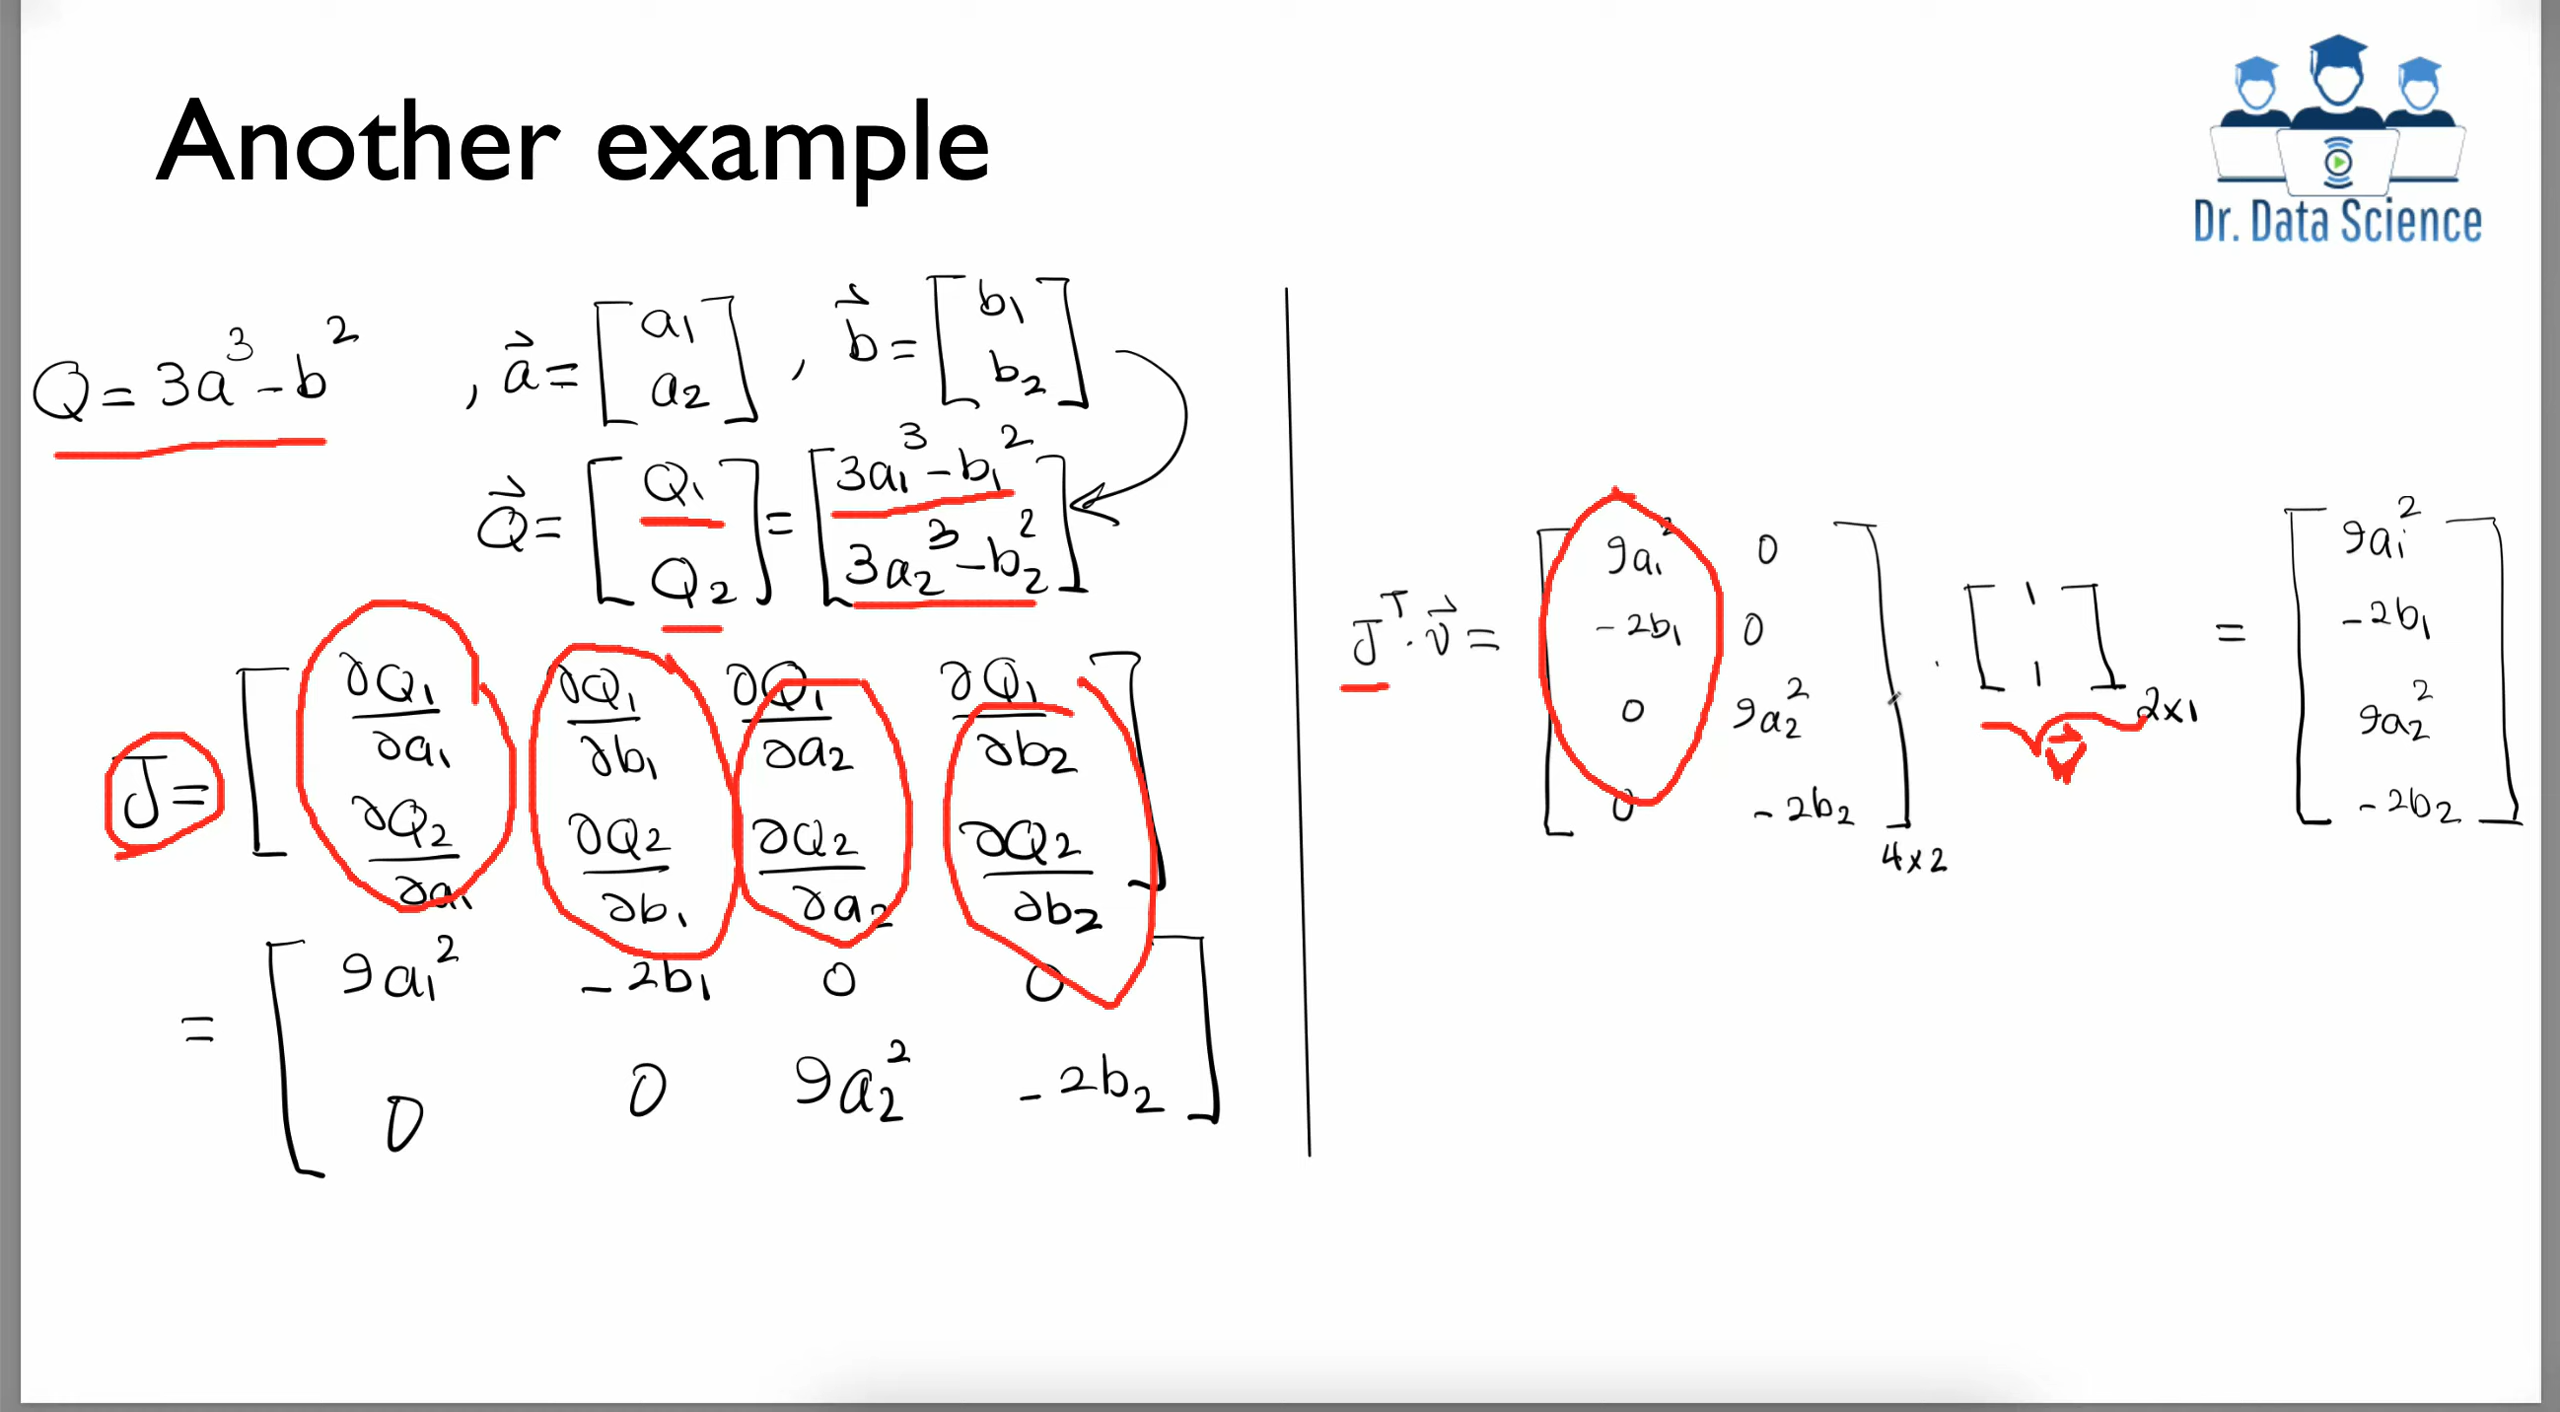 Another example
Dr. Data Science
Q = 3a³ - b² , a⃗ = [a₁ a₂] , b⃗ = [b₁ b₂]
Q⃗ = [Q₁ Q₂] = [3a₁³ - b₁² 3a₂³ - b₂²]
J = [∂Q₁/∂a₁ ∂Q₁/∂b₁ ∂Q₁/∂a₂ ∂Q₁/∂b₂
∂Q₂/∂a₁ ∂Q₂/∂b₁ ∂Q₂/∂a₂ ∂Q₂/∂b₂]
= [9a₁² -2b₁ 0 0
0 0 9a₂² -2b₂]
Jᵀ · v⃗ = [9a₁² 0
-2b₁ 0
0 9a₂²
0 -2b₂] 4x2
· [1 1] 2x1
v⃗
= [9a₁²
-2b₁
9a₂²
-2b₂]